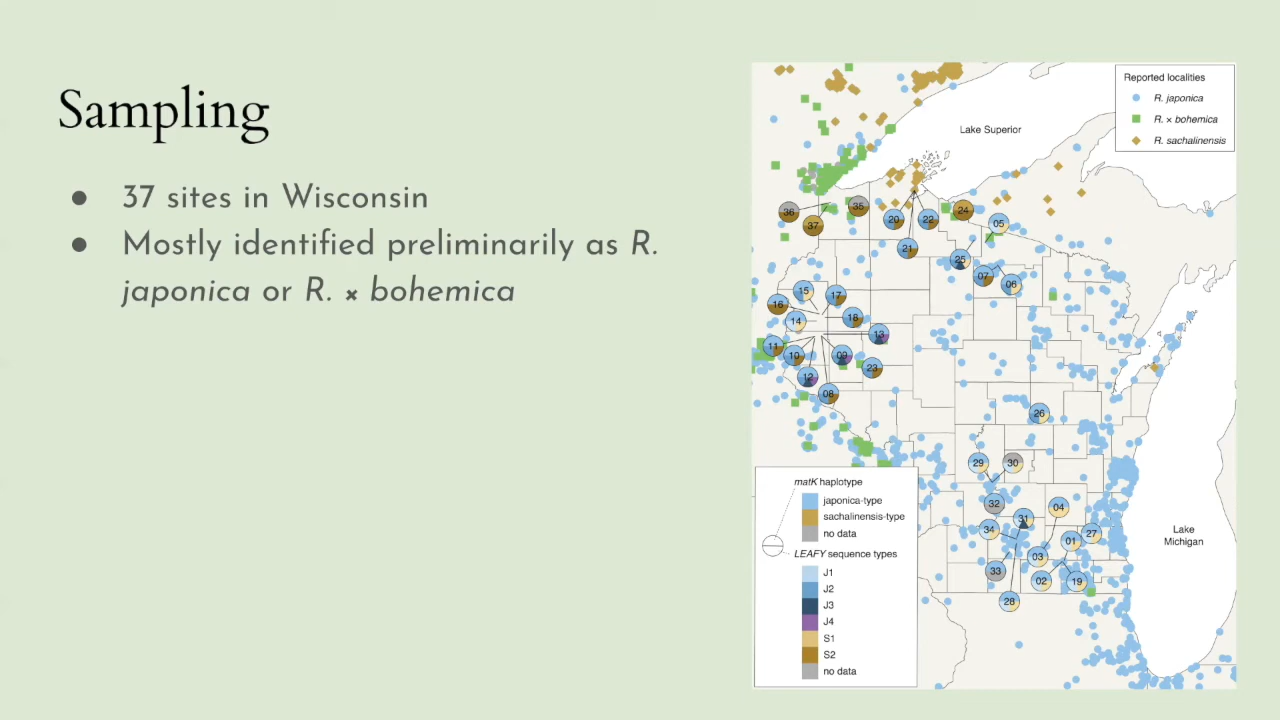 Sampling
● 37 sites in Wisconsin
● Mostly identified preliminarily as R.
japonica or R. × bohemica
Reported localities
R. japonica
R. × bohemica
R. sachalinensis
Lake Superior
36
35
37
20
22
24
05
21
25
07
06
15
16
17
14
18
13
11
10
09
23
12
08
26
29
30
32
04
31
34
27
01
03
33
02
19
28
Lake
Michigan
matK haplotype
japonica-type
sachalinensis-type
no data
LEAFY sequence types
J1
J2
J3
J4
S1
S2
no data